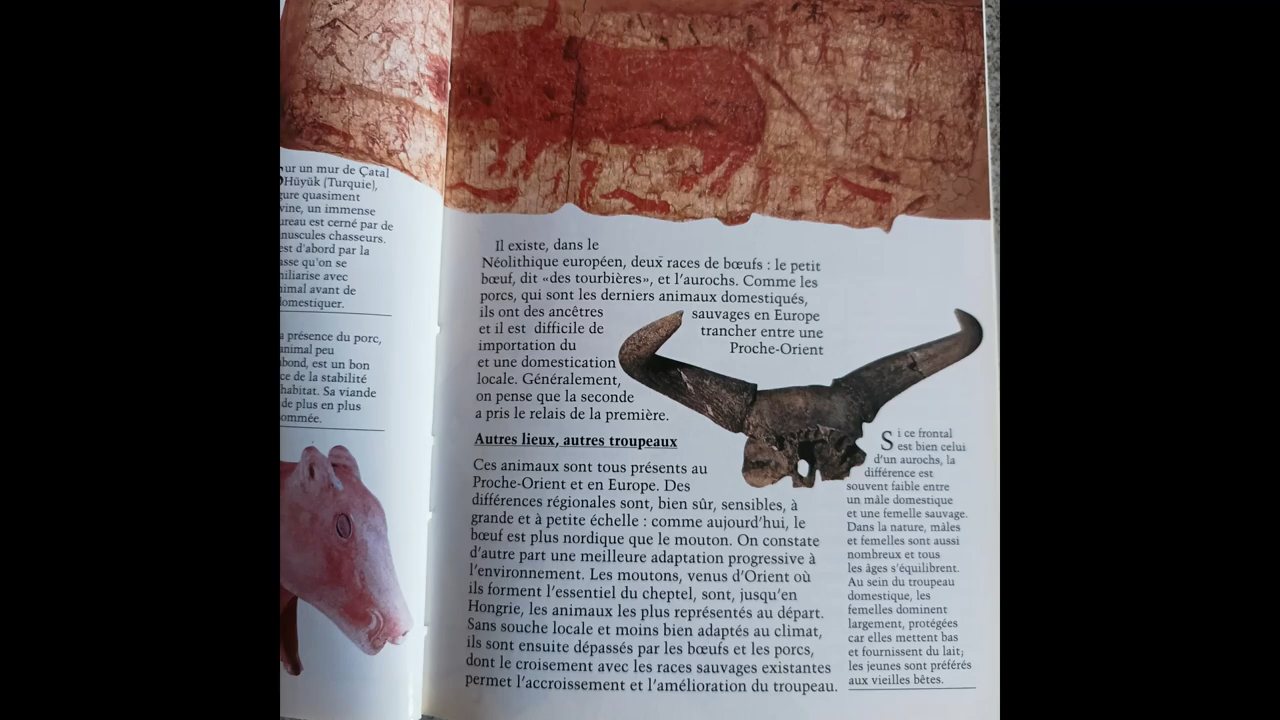 ur un mur de Çatal
Hüyük (Turquie),
quasiment
un immense
est cerné par de
chasseurs.
d'abord par la
qu'on se
avec
avant de
présence du porc,
animal peu
est un bon
de la stabilité
habitat. Sa viande
de plus en plus
Il existe, dans le
Néolithique européen, deux races de bœufs : le petit
bœuf, dit «des tourbières», et l'aurochs. Comme les
porcs, qui sont les derniers animaux domestiqués,
ils ont des ancêtres sauvages en Europe
et il est difficile de trancher entre une
importation du Proche-Orient
et une domestication
locale. Généralement,
on pense que la seconde
a pris le relais de la première.
Autres lieux, autres troupeaux
Ces animaux sont tous présents au
Proche-Orient et en Europe. Des
différences régionales sont, bien sûr, sensibles, à
grande et à petite échelle : comme aujourd'hui, le
bœuf est plus nordique que le mouton. On constate
d'autre part une meilleure adaptation progressive à
l'environnement. Les moutons, venus d'Orient où
ils forment l'essentiel du cheptel, sont, jusqu'en
Hongrie, les animaux les plus représentés au départ.
Sans souche locale et moins bien adaptés au climat,
ils sont ensuite dépassés par les bœufs et les porcs,
dont le croisement avec les races sauvages existantes
permet l'accroissement et l'amélioration du troupeau.
Si ce frontal
est bien celui
d'un aurochs, la
différence est
souvent faible entre
un mâle domestique
et une femelle sauvage.
Dans la nature, mâles
et femelles sont aussi
nombreux et tous
les âges s'équilibrent.
Au sein du troupeau
domestique, les
femelles dominent
largement, protégées
car elles mettent bas
et fournissent du lait;
les jeunes sont préférés
aux vieilles bêtes.